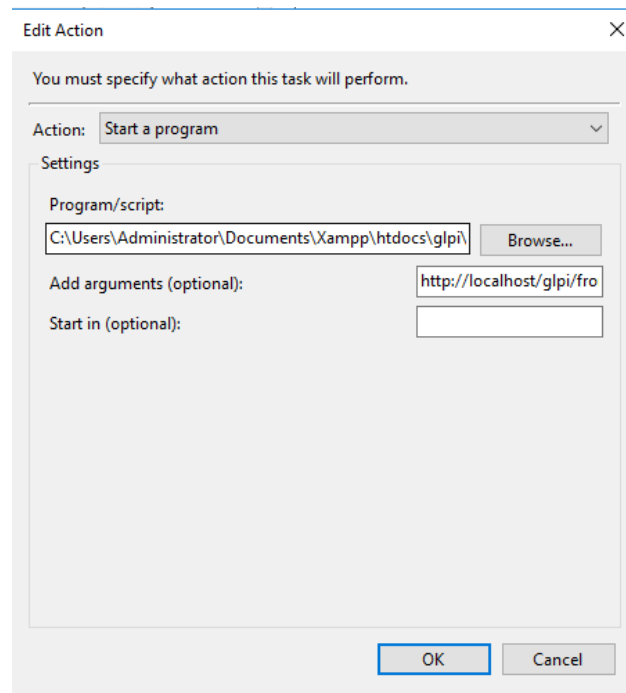 Edit Action
You must specify what action this task will perform.
Action: Start a program
Settings
Program/script:
C:\Users\Administrator\Documents\Xampp\htdocs\glpi\ Browse...
Add arguments (optional): http://localhost/glpi/fro
Start in (optional):
OK Cancel